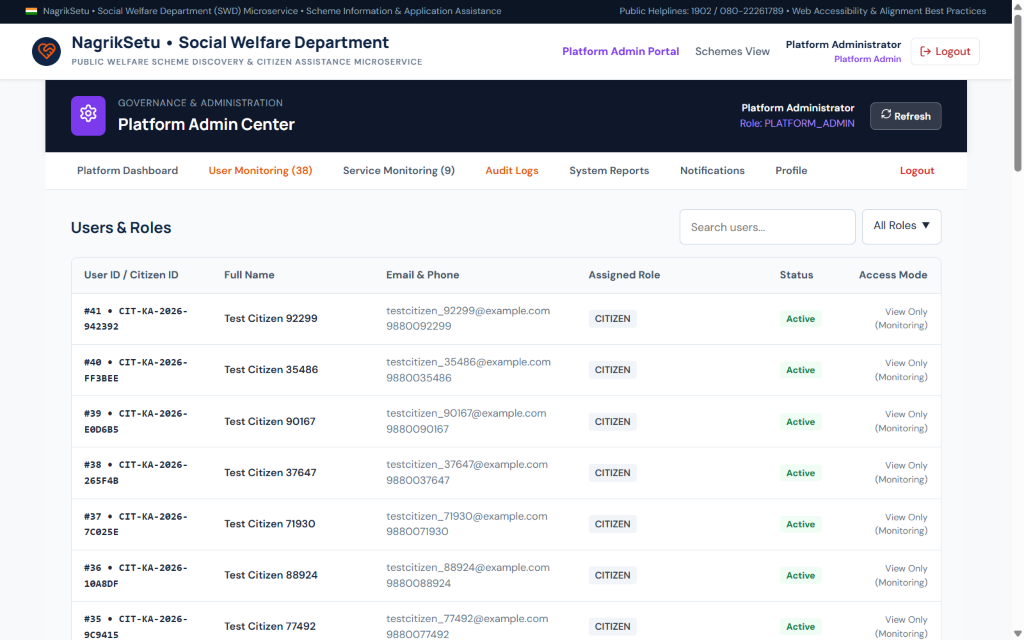 NagrikSetu • Social Welfare Department (SWD) Microservice • Scheme Information & Application Assistance
Public Helplines: 1902 / 080-22261789 • Web Accessibility & Alignment Best Practices
NagrikSetu • Social Welfare Department
PUBLIC WELFARE SCHEME DISCOVERY & CITIZEN ASSISTANCE MICROSERVICE
Platform Admin Portal
Schemes View
Platform Administrator
Platform Admin
Logout
GOVERNANCE & ADMINISTRATION
Platform Admin Center
Platform Administrator
Role: PLATFORM_ADMIN
Refresh
Platform Dashboard
User Monitoring (38)
Service Monitoring (9)
Audit Logs
System Reports
Notifications
Profile
Logout
Users & Roles
Search users...
All Roles ▼
User ID / Citizen ID
Full Name
Email & Phone
Assigned Role
Status
Access Mode
#41 • CIT-KA-2026-
942392
Test Citizen 92299
testcitizen_92299@example.com
9880092299
CITIZEN
Active
View Only
(Monitoring)
#40 • CIT-KA-2026-
FF3BEE
Test Citizen 35486
testcitizen_35486@example.com
9880035486
CITIZEN
Active
View Only
(Monitoring)
#39 • CIT-KA-2026-
E0D6B5
Test Citizen 90167
testcitizen_90167@example.com
9880090167
CITIZEN
Active
View Only
(Monitoring)
#38 • CIT-KA-2026-
265F4B
Test Citizen 37647
testcitizen_37647@example.com
9880037647
CITIZEN
Active
View Only
(Monitoring)
#37 • CIT-KA-2026-
7C025E
Test Citizen 71930
testcitizen_71930@example.com
9880071930
CITIZEN
Active
View Only
(Monitoring)
#36 • CIT-KA-2026-
10A8DF
Test Citizen 88924
testcitizen_88924@example.com
9880088924
CITIZEN
Active
View Only
(Monitoring)
#35 • CIT-KA-2026-
9C9415
Test Citizen 77492
testcitizen_77492@example.com
9880077492
CITIZEN
Active
View Only
(Monitoring)